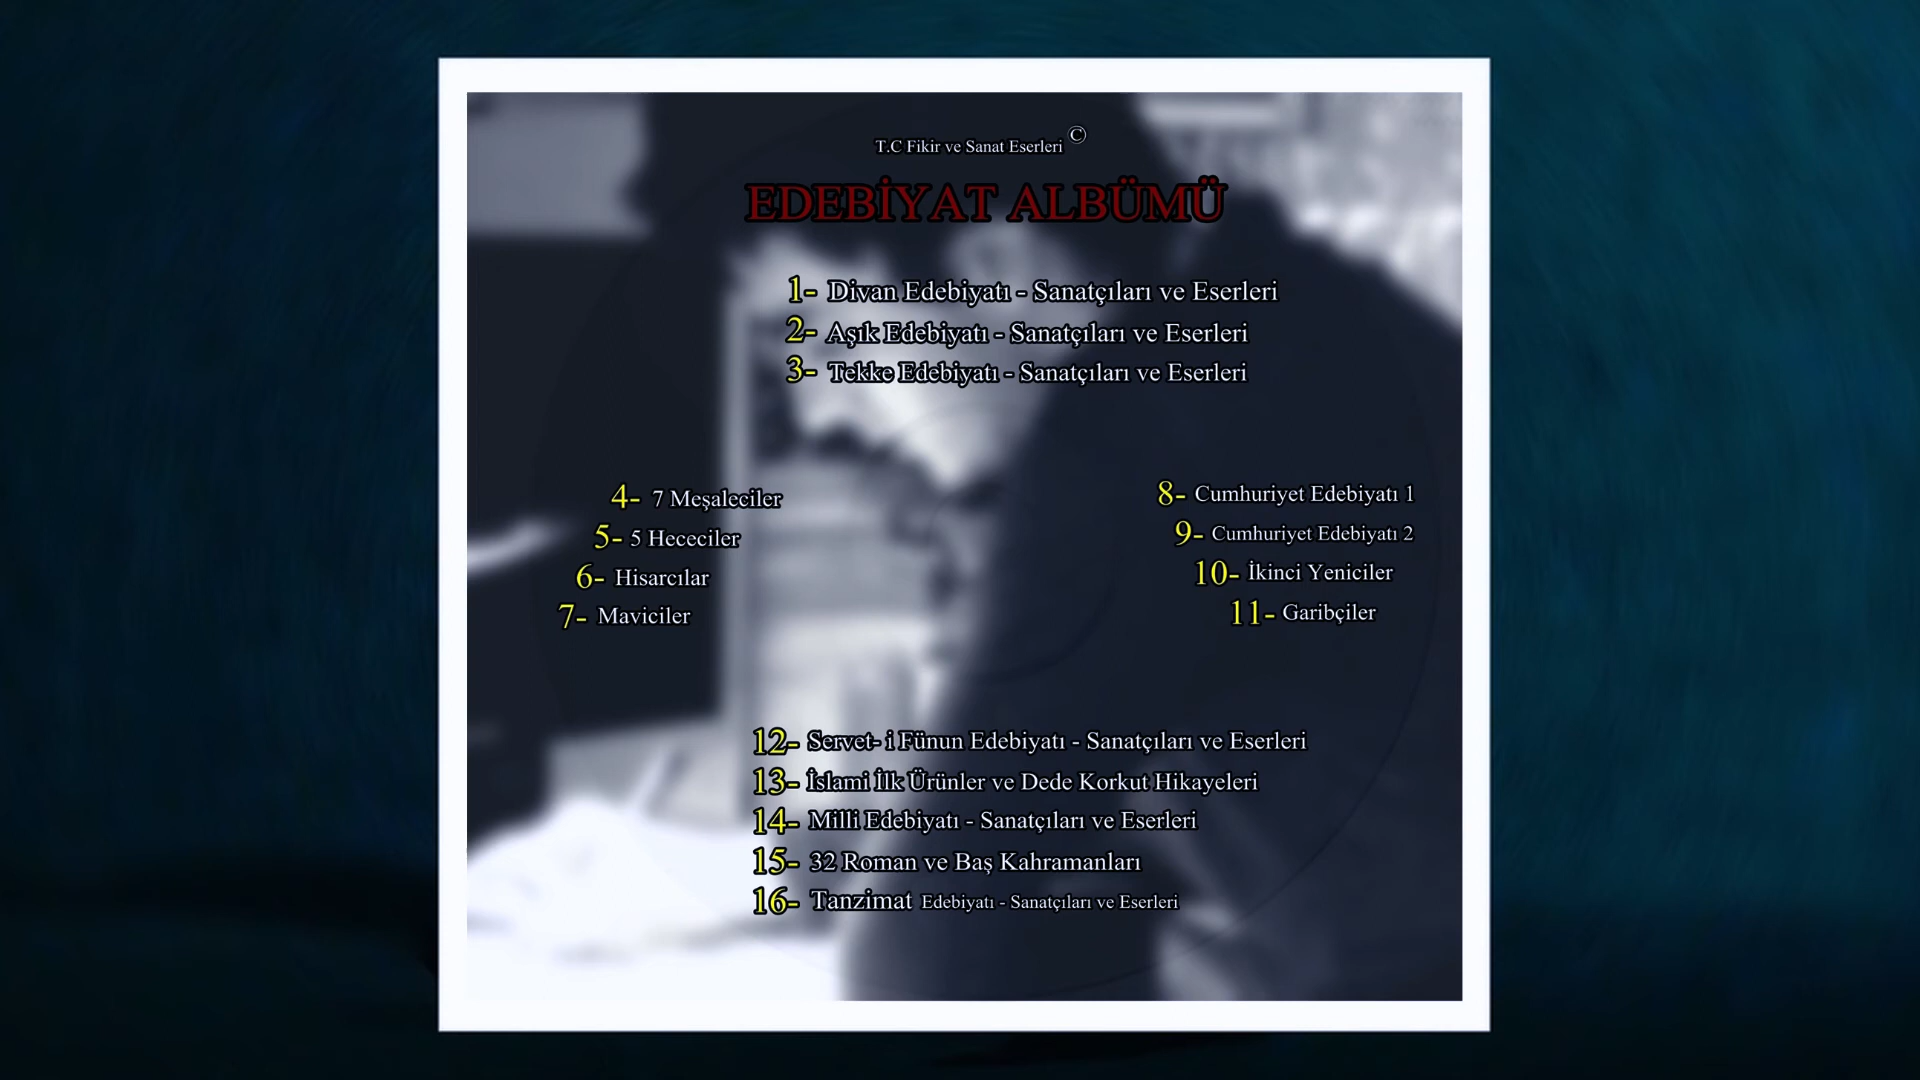 T.C Fikir ve Sanat Eserleri ©
EDEBİYAT ALBÜMÜ
1- Divan Edebiyatı - Sanatçıları ve Eserleri
2- Aşık Edebiyatı - Sanatçıları ve Eserleri
3- Tekke Edebiyatı - Sanatçıları ve Eserleri
4- 7 Meşaleciler
5- 5 Hececiler
6- Hisarcılar
7- Maviciler
8- Cumhuriyet Edebiyatı 1
9- Cumhuriyet Edebiyatı 2
10- İkinci Yeniciler
11- Garibçiler
12- Servet- i Fünun Edebiyatı - Sanatçıları ve Eserleri
13- İslami İlk Ürünler ve Dede Korkut Hikayeleri
14- Milli Edebiyatı - Sanatçıları ve Eserleri
15- 32 Roman ve Baş Kahramanları
16- Tanzimat Edebiyatı - Sanatçıları ve Eserleri